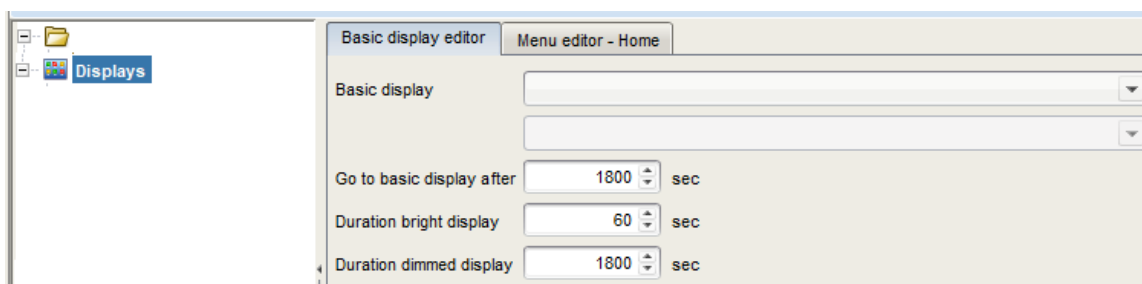 Displays
Basic display editor
Menu editor - Home
Basic display
Go to basic display after 1800 sec
Duration bright display 60 sec
Duration dimmed display 1800 sec